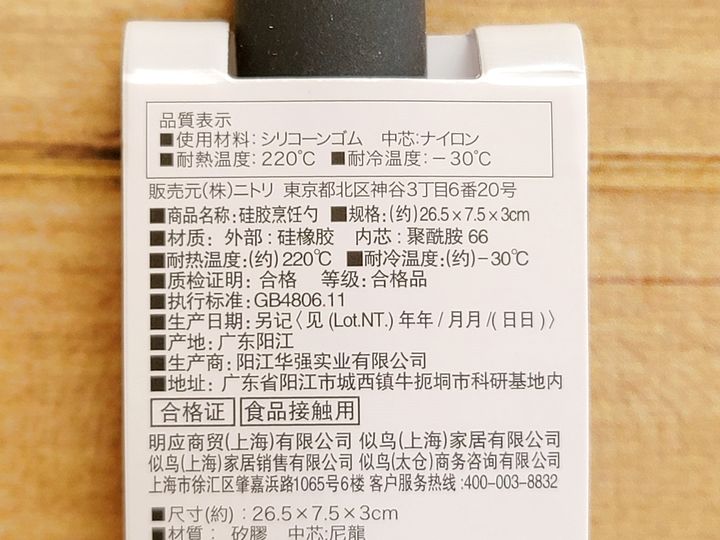 品質表示
■使用材料:シリコーンゴム 中芯:ナイロン
■耐熱温度:220℃ ■耐冷温度:−30℃
販売元(株)ニトリ 東京都北区神谷3丁目6番20号
■商品名称:硅胶烹饪勺 ■规格:(约)26.5×7.5×3cm
■材质: 外部:硅橡胶 内芯:聚酰胺 66
■耐热温度:(约)220℃ ■耐冷温度:(约)−30℃
■质检证明: 合格 等级:合格品
■执行标准:GB4806.11
■生产日期:另记〈见 (Lot.NT.) 年年/月月/(日日)〉
■产地: 广东阳江
■生产商:阳江华强实业有限公司
■地址: 广东省阳江市城西镇牛扼垌市科研基地内
合格证 食品接触用
明应商贸(上海)有限公司 似鸟(上海)家居有限公司
似鸟(上海)家居销售有限公司 似鸟(太仓)商务咨询有限公司
上海市徐汇区肇嘉浜路1065号6楼 客户服务热线:400-003-8832
■尺寸(約):26.5×7.5×3cm
■材質: 矽膠 中芯:尼龍